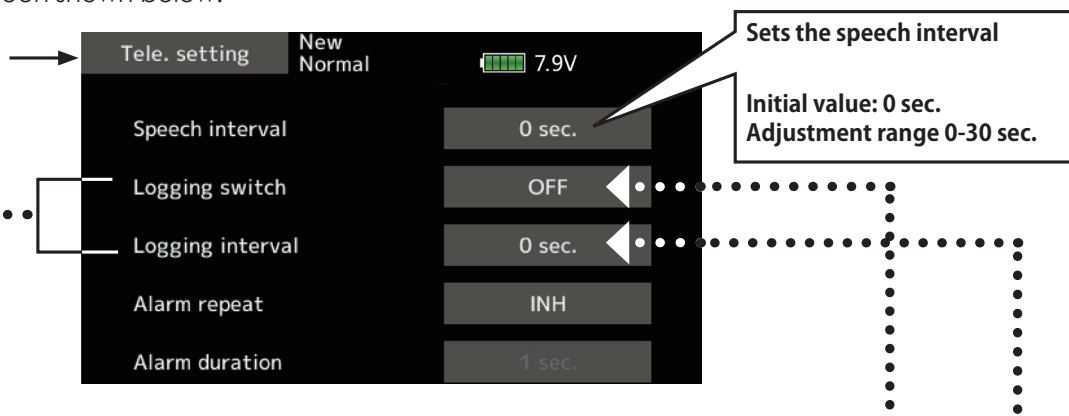 Tele. setting
New
Normal
7.9V
Sets the speech interval
Initial value: 0 sec.
Adjustment range 0-30 sec.
Speech interval 0 sec.
Logging switch OFF
Logging interval 0 sec.
Alarm repeat INH
Alarm duration 1 sec.